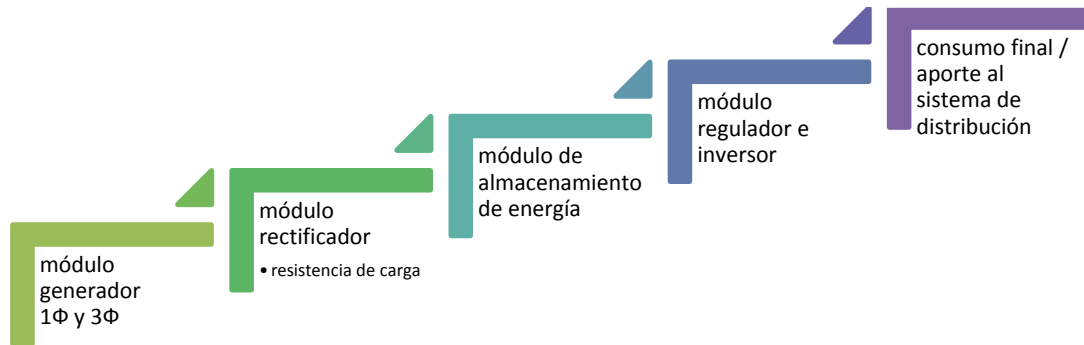 módulo
generador
1Φ y 3Φ
módulo
rectificador
• resistencia de carga
módulo de
almacenamiento
de energía
módulo
regulador e
inversor
consumo final /
aporte al
sistema de
distribución